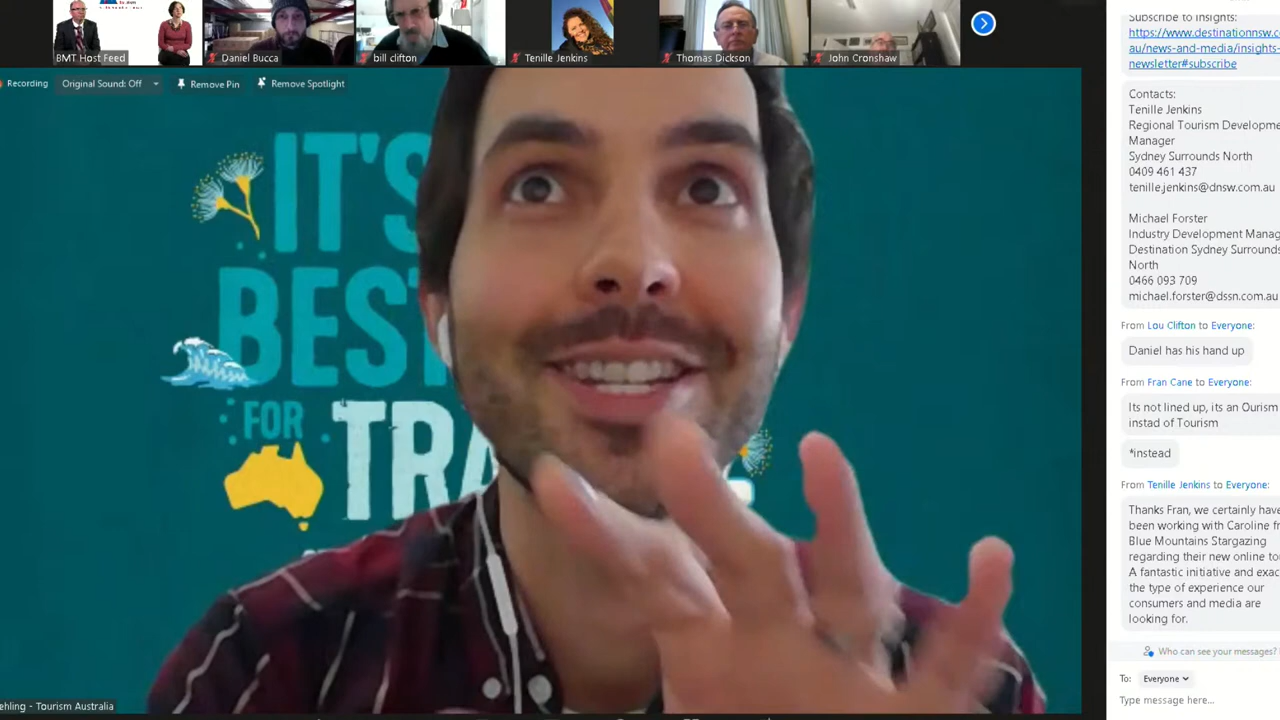 BMT Host Feed
Daniel Bucca
bill clifton
Tenille Jenkins
Thomas Dickson
John Cronshaw
Recording
Original Sound: Off
Remove Pin
Remove Spotlight
IT'S
BEST
FOR
TRA
ehling - Tourism Australia
Subscribe to Insights:
https://www.destinationnsw.co
au/news-and-media/insights-
newsletter#subscribe
Contacts:
Tenille Jenkins
Regional Tourism Developme
Manager
Sydney Surrounds North
0409 461 437
tenille.jenkins@dnsw.com.au
Michael Forster
Industry Development Manag
Destination Sydney Surrounds
North
0466 093 709
michael.forster@dssn.com.au
From Lou Clifton to Everyone:
Daniel has his hand up
From Fran Cane to Everyone:
Its not lined up, its an Ourism
instad of Tourism
*instead
From Tenille Jenkins to Everyone:
Thanks Fran, we certainly have
been working with Caroline fr
Blue Mountains Stargazing
regarding their new online to
A fantastic initiative and exac
the type of experience our
consumers and media are
looking for.
Who can see your messages?
To: Everyone
Type message here...